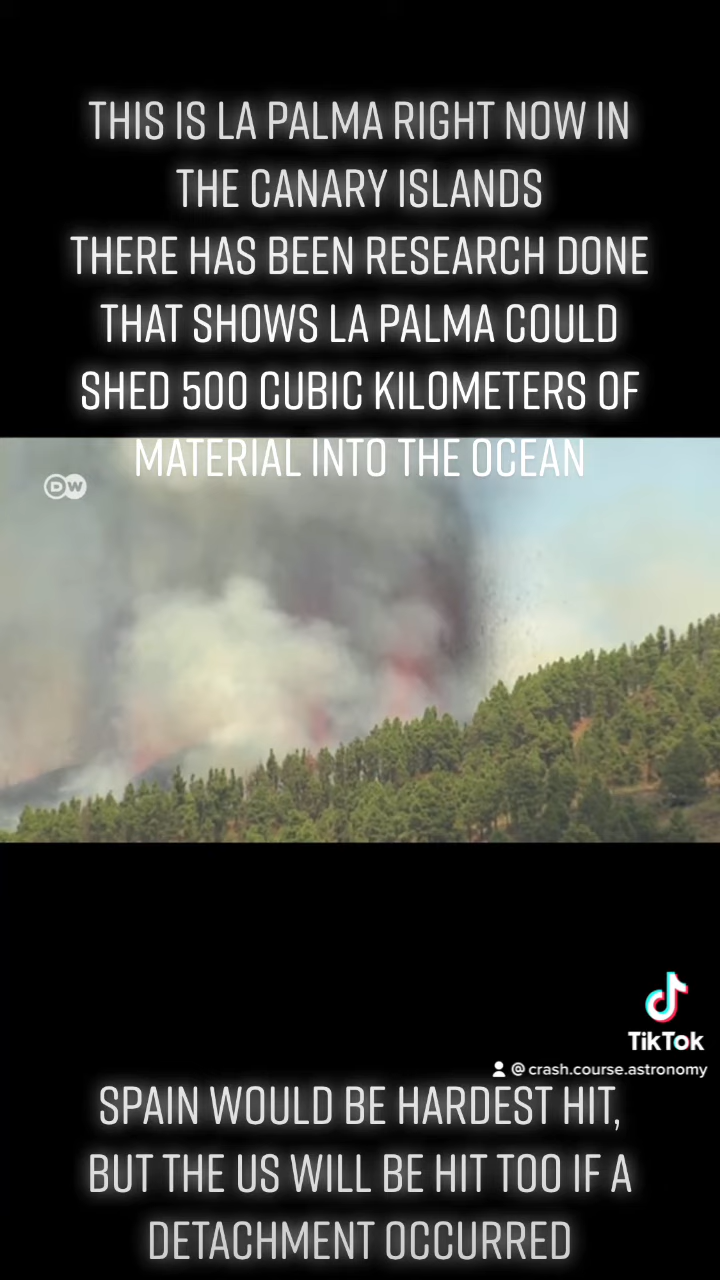 THIS IS LA PALMA RIGHT NOW IN
THE CANARY ISLANDS
THERE HAS BEEN RESEARCH DONE
THAT SHOWS LA PALMA COULD
SHED 500 CUBIC KILOMETERS OF
MATERIAL INTO THE OCEAN
DW
TikTok
@ crash.course.astronomy
SPAIN WOULD BE HARDEST HIT,
BUT THE US WILL BE HIT TOO IF A
DETACHMENT OCCURRED